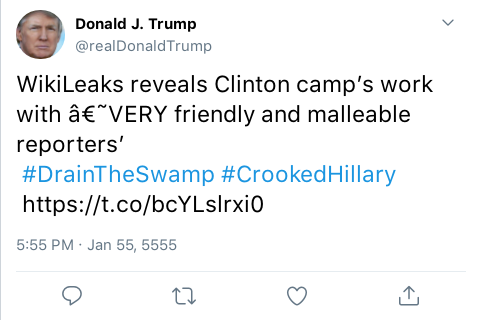 Donald J. Trump
@realDonaldTrump
WikiLeaks reveals Clinton camp’s work
with â€˜VERY friendly and malleable
reporters’
#DrainTheSwamp #CrookedHillary
https://t.co/bcYLslrxi0
5:55 PM · Jan 55, 5555